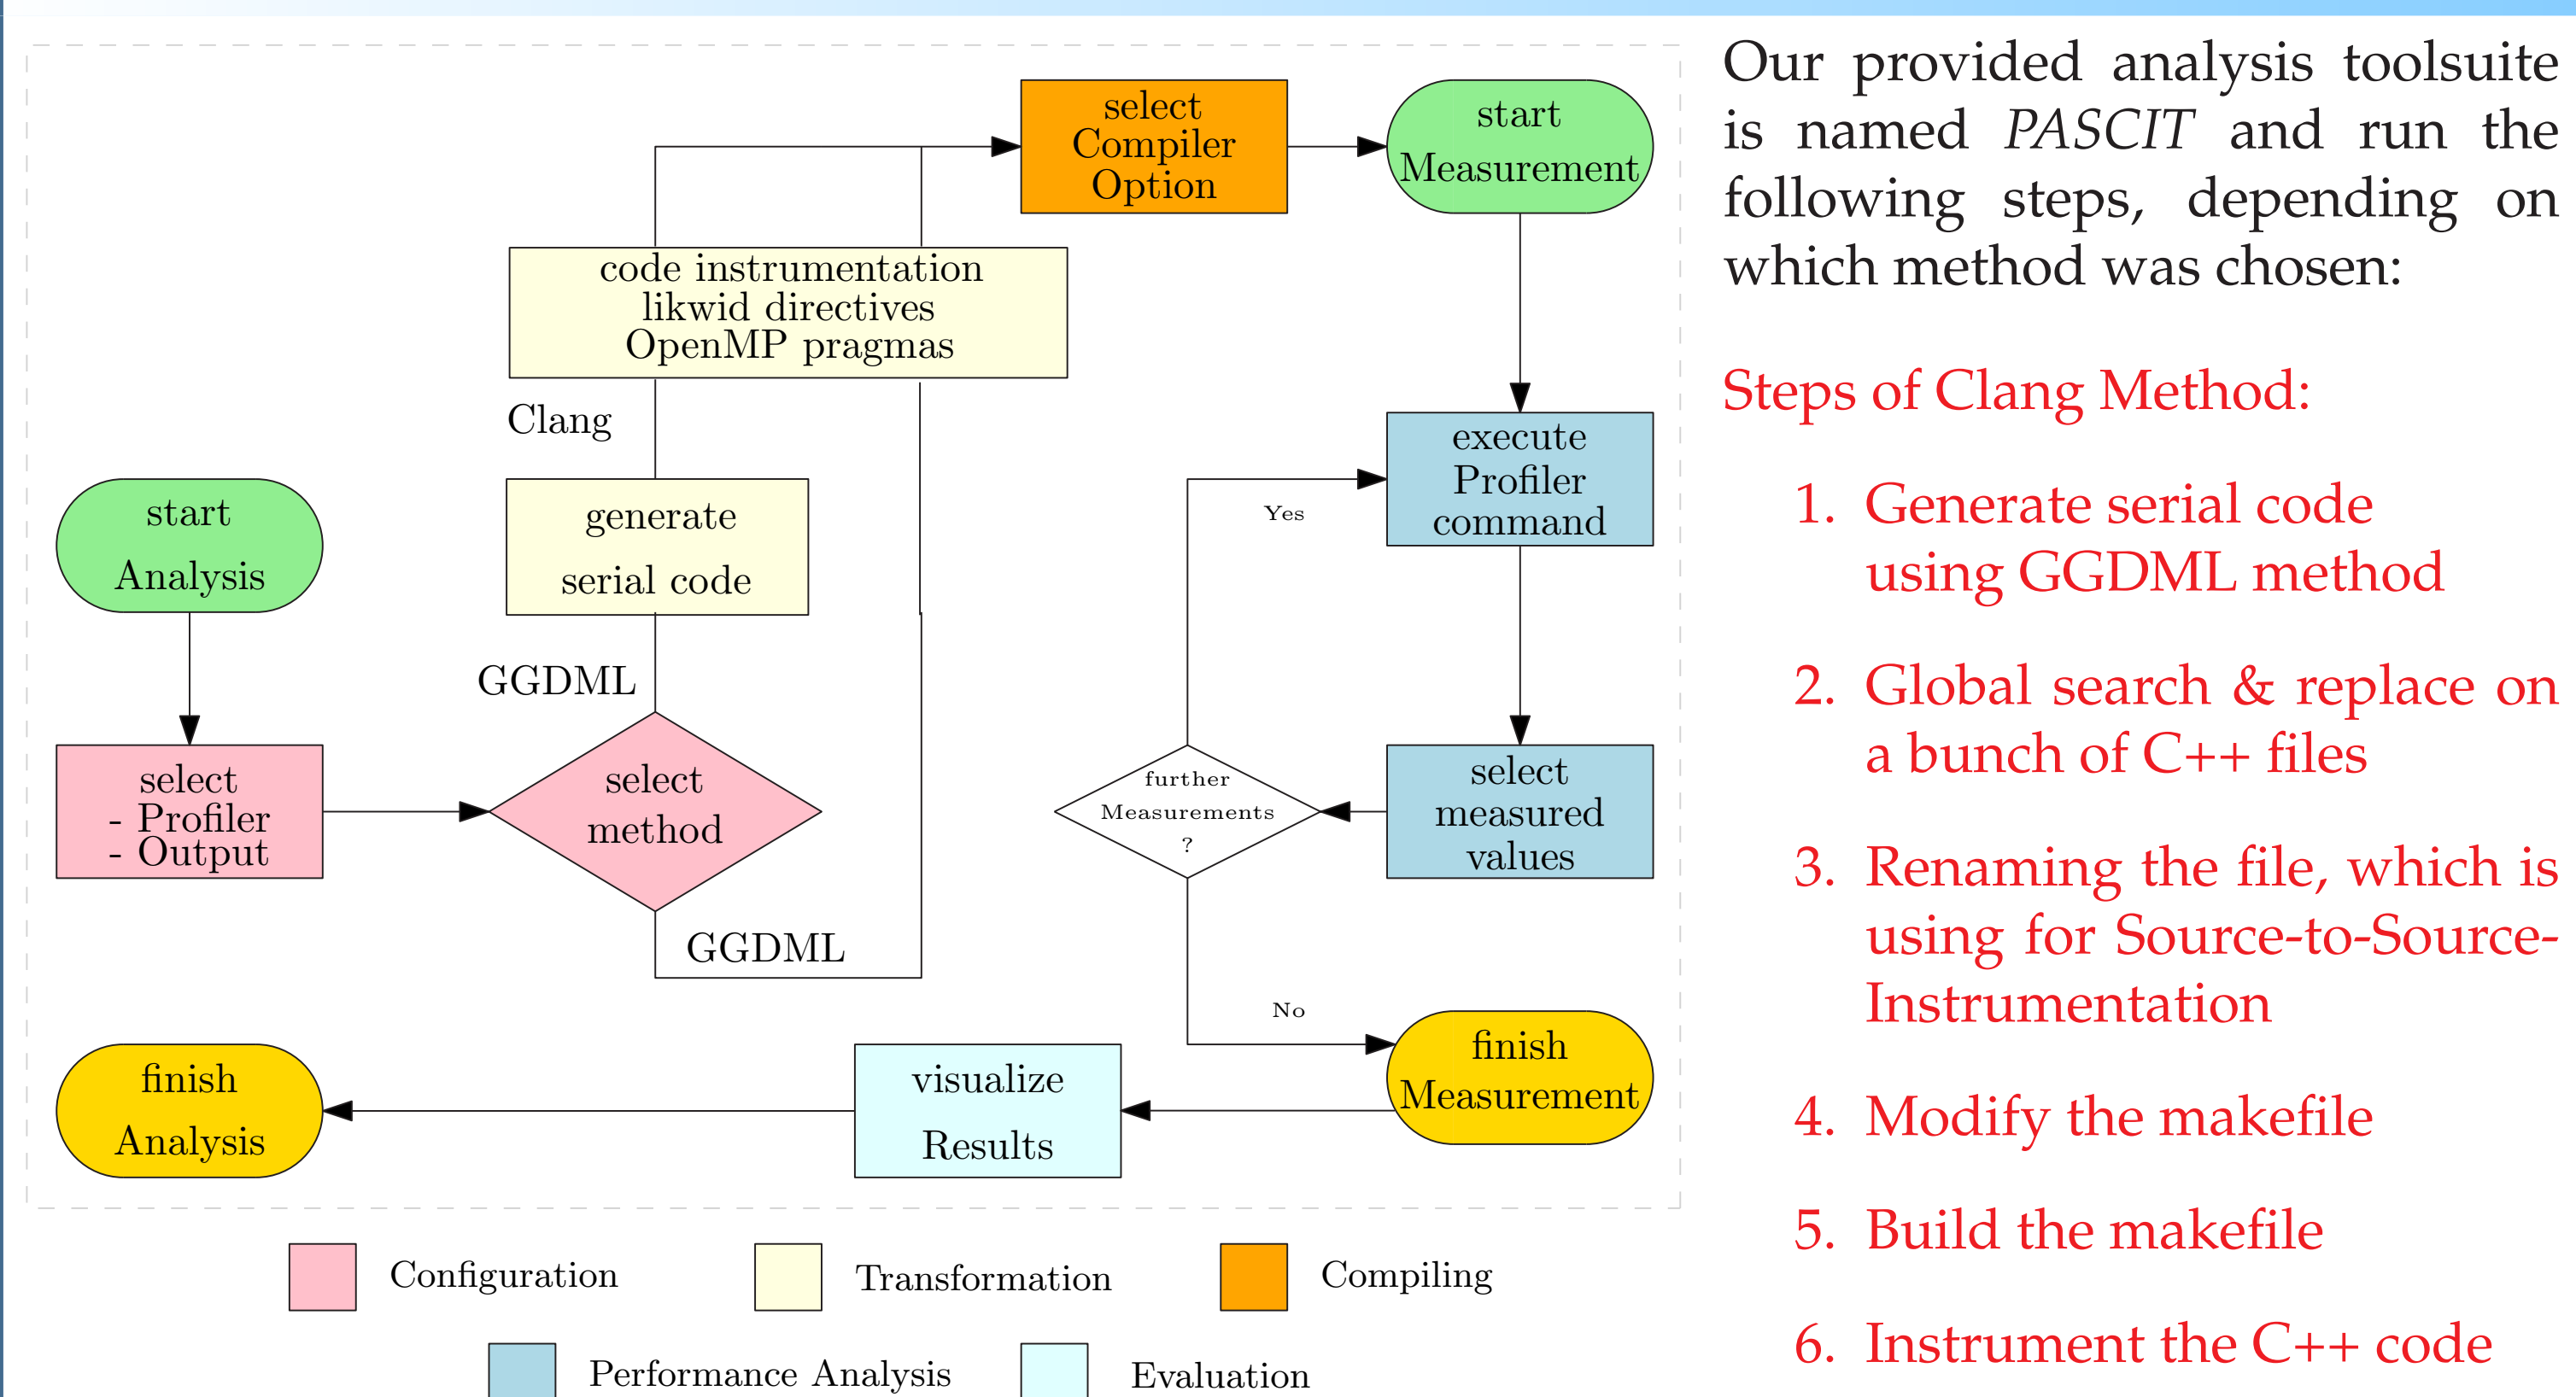 select
Compiler
Option
start
Measurement
code instrumentation
likwid directives
OpenMP pragmas
Clang
generate
serial code
GGDML
start
Analysis
select
- Profiler
- Output
select
method
GGDML
execute
Profiler
command
Yes
further
Measurements
?
select
measured
values
No
finish
Measurement
visualize
Results
finish
Analysis
Configuration
Transformation
Compiling
Performance Analysis
Evaluation
Our provided analysis toolsuite
is named PASCIT and run the
following steps, depending on
which method was chosen:
Steps of Clang Method:
1. Generate serial code
using GGDML method
2. Global search & replace on
a bunch of C++ files
3. Renaming the file, which is
using for Source-to-Source-
Instrumentation
4. Modify the makefile
5. Build the makefile
6. Instrument the C++ code